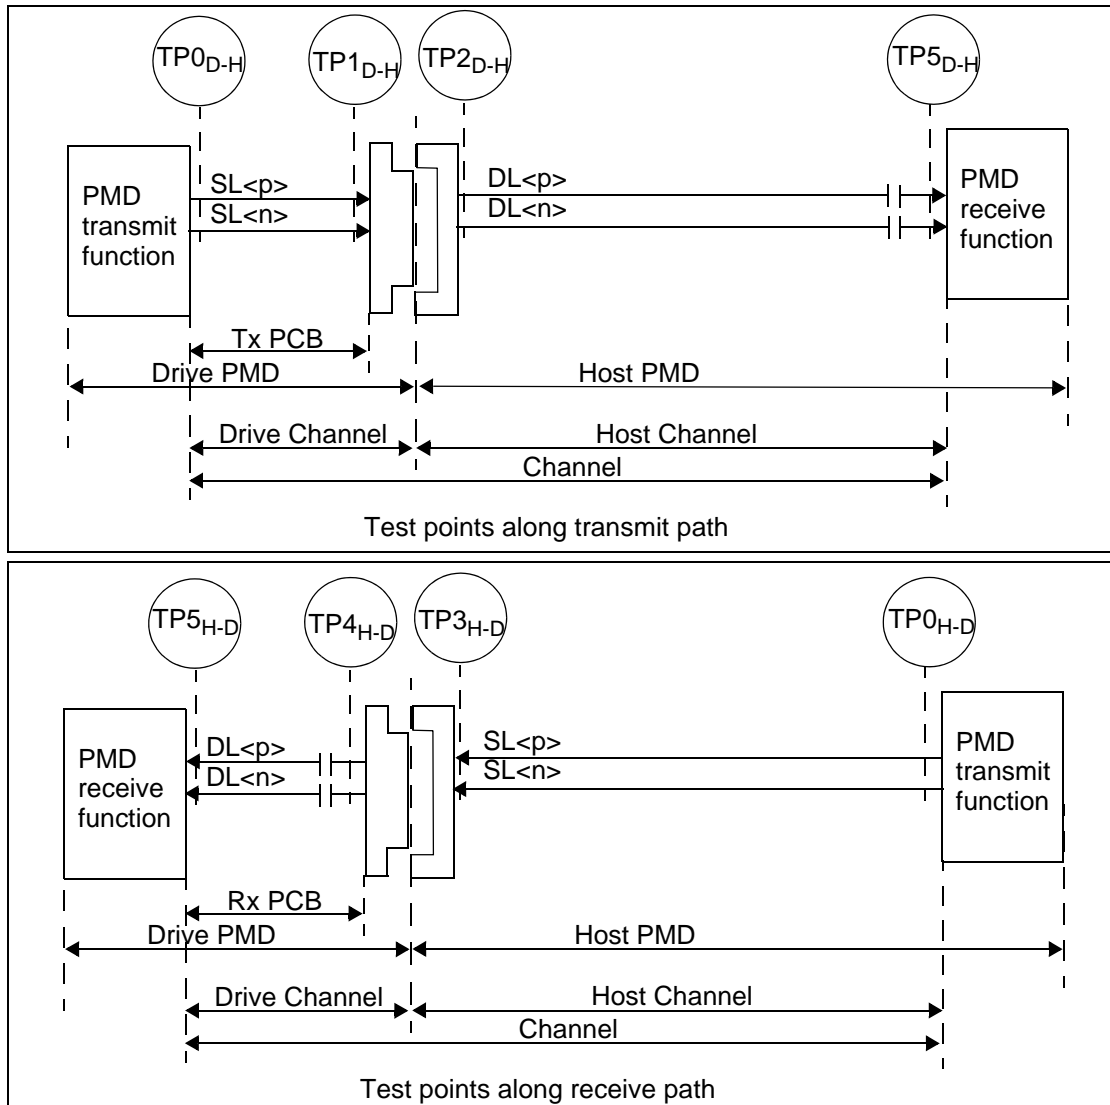 TP0D-H TP1D-H TP2D-H TP5D-H
PMD
transmit
function
SL<p>
SL<n>
DL<p>
DL<n>
PMD
receive
function
Tx PCB
Drive PMD
Host PMD
Drive Channel
Host Channel
Channel
Test points along transmit path
TP5H-D TP4H-D TP3H-D TP0H-D
PMD
receive
function
DL<p>
DL<n>
SL<p>
SL<n>
PMD
transmit
function
Rx PCB
Drive PMD
Host PMD
Drive Channel
Host Channel
Channel
Test points along receive path